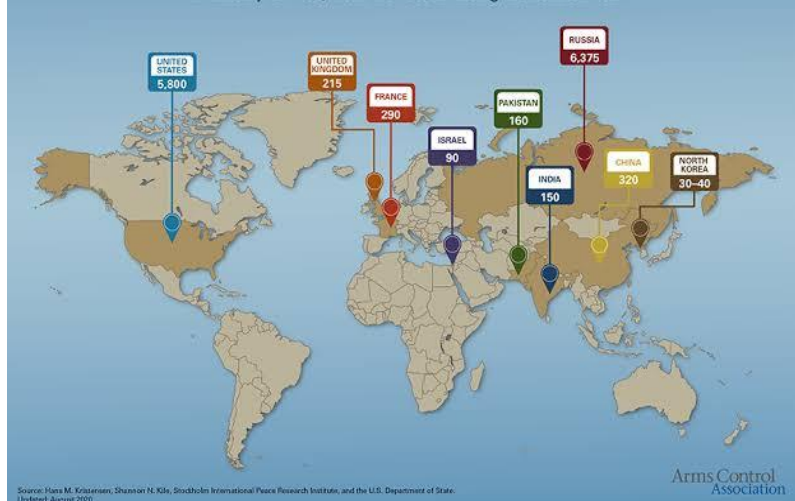 RUSSIA
6,375
UNITED
STATES
5,800
UNITED
KINGDOM
215
FRANCE
290
PAKISTAN
160
ISRAEL
90
INDIA
150
CHINA
320
NORTH
KOREA
30–40
Source: Hans M. Kristensen, Shannon N. Kile, Stockholm International Peace Research Institute, and the U.S. Department of State.
Updated: August 2020
Arms Control
Association